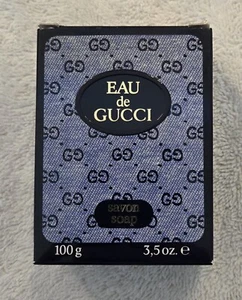 EAU
de
GUCCI
savon
soap
100 g 3,5 oz. ℮